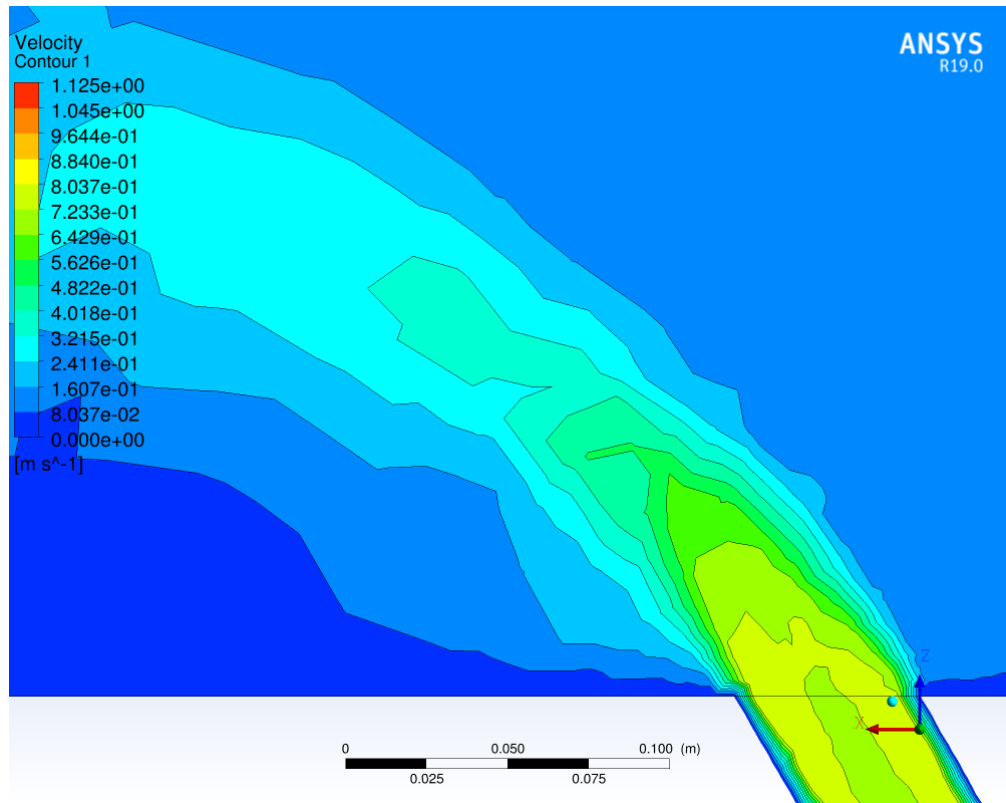 Velocity
Contour 1
ANSYS
R19.0
1.125e+00
1.045e+00
9.644e-01
8.840e-01
8.037e-01
7.233e-01
6.429e-01
5.626e-01
4.822e-01
4.018e-01
3.215e-01
2.411e-01
1.607e-01
8.037e-02
0.000e+00
[m s^-1]
Z
X
0 0.050 0.100 (m)
0.025 0.075